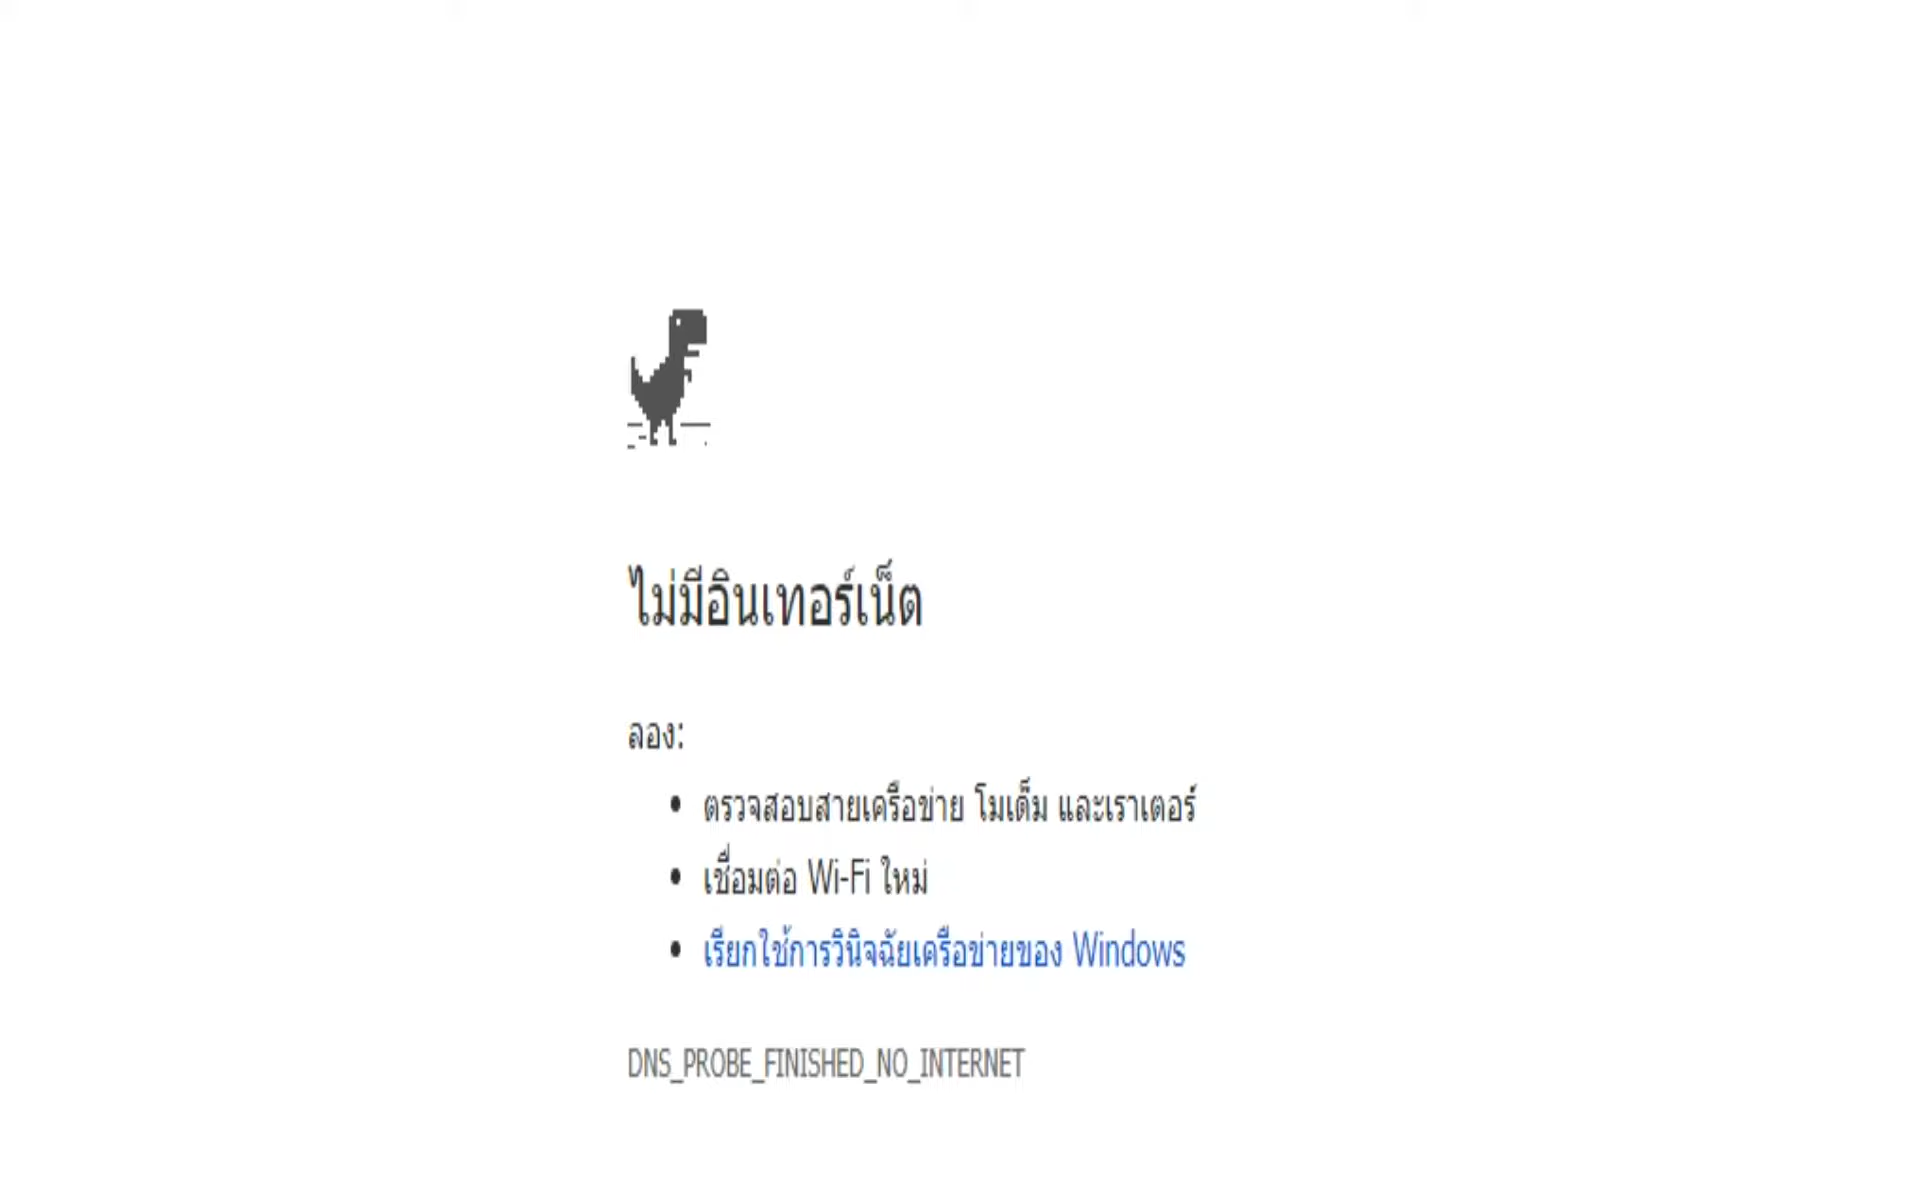 ไม่มีอินเทอร์เน็ต
ลอง:
• ตรวจสอบสายเครือข่าย โมเด็ม และเราเตอร์
• เชื่อมต่อ Wi-Fi ใหม่
• เรียกใช้การวินิจฉัยเครือข่ายของ Windows
DNS_PROBE_FINISHED_NO_INTERNET